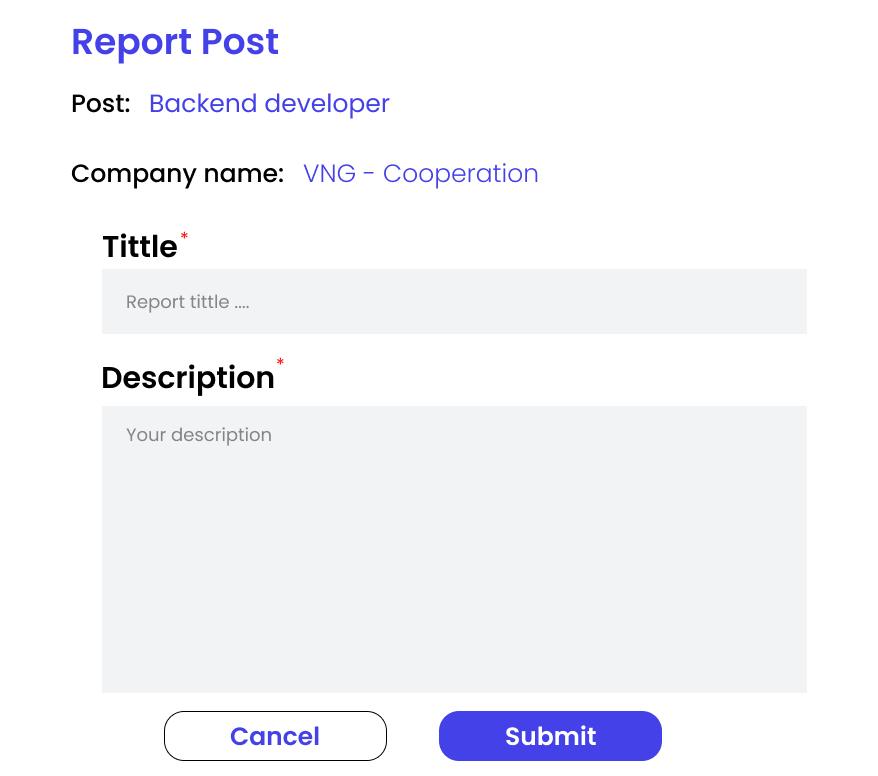 Report Post
Post: Backend developer
Company name: VNG - Cooperation
Tittle*
Report tittle ....
Description*
Your description
Cancel Submit